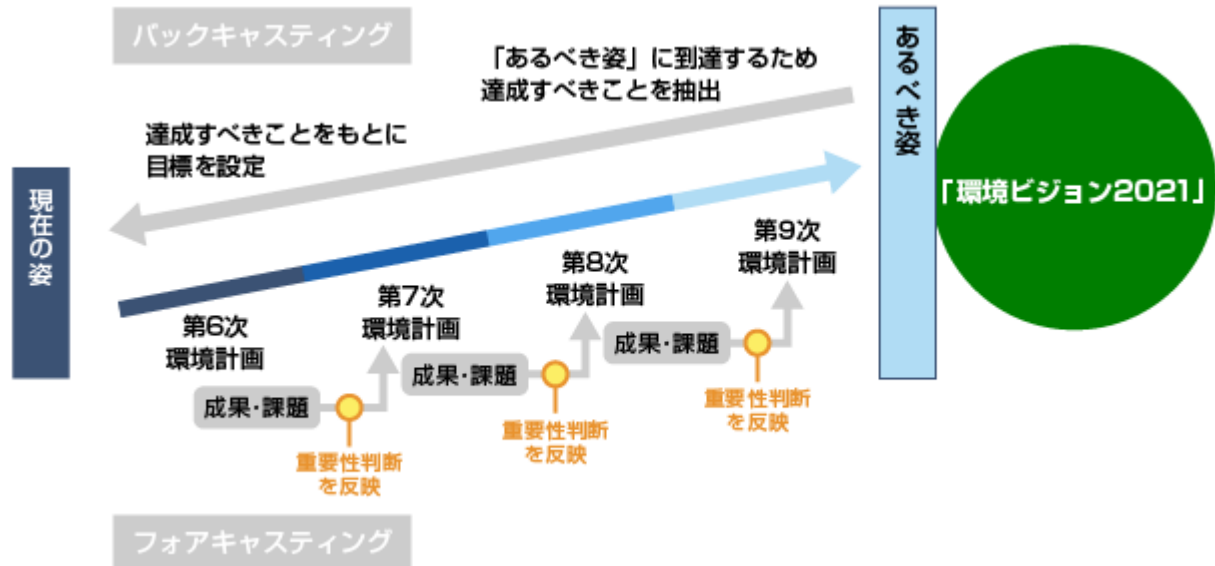 バックキャスティング
「あるべき姿」に到達するため
達成すべきことを抽出
達成すべきことをもとに
目標を設定
現在の姿
あるべき姿
「環境ビジョン2021」
第6次
環境計画
第7次
環境計画
第8次
環境計画
第9次
環境計画
成果・課題
成果・課題
成果・課題
重要性判断
を反映
重要性判断
を反映
重要性判断
を反映
フォアキャスティング